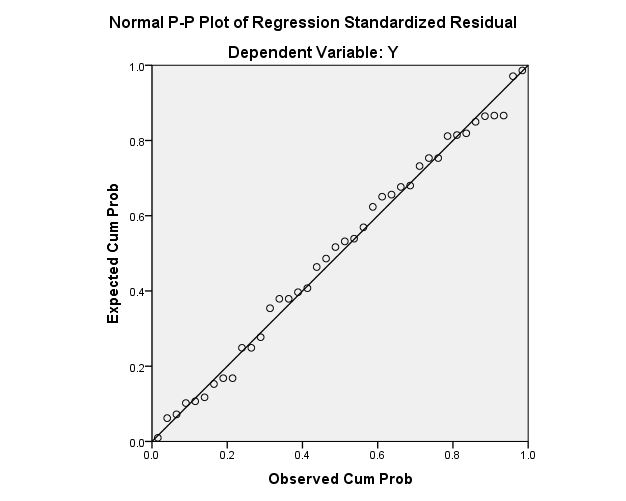 Normal P-P Plot of Regression Standardized Residual
Dependent Variable: Y
1.0
0.8
0.6
0.4
0.2
0.0
Expected Cum Prob
0.0 0.2 0.4 0.6 0.8 1.0
Observed Cum Prob